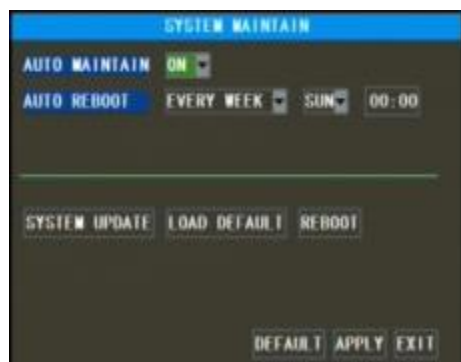 SYSTEM MAINTAIN
AUTO MAINTAIN ON
AUTO REBOOT EVERY WEEK SUN 00:00
SYSTEM UPDATE LOAD DEFAULT REBOOT
DEFAULT APPLY EXIT